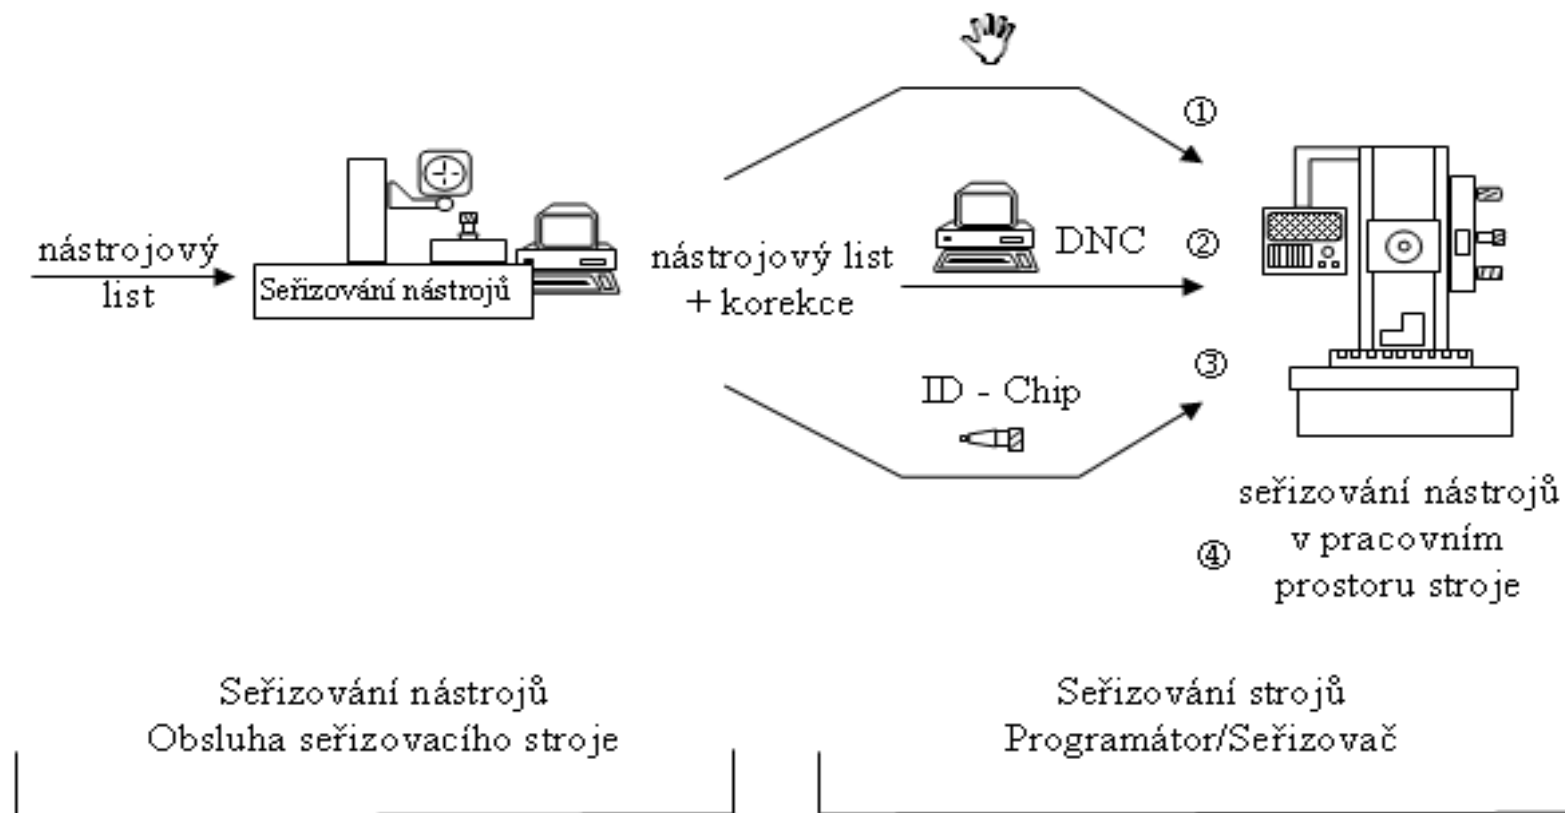 nástrojový
list
Seřizování nástrojů
nástrojový list
+ korekce
①
DNC
②
③
ID - Chip
④
seřizování nástrojů
v pracovním
prostoru stroje
Seřizování nástrojů
Obsluha seřizovacího stroje
Seřizování strojů
Programátor/Seřizovač